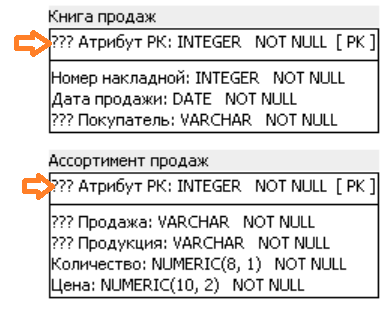 Книга продаж
??? Атрибут PK: INTEGER NOT NULL [ PK ]
Номер накладной: INTEGER NOT NULL
Дата продажи: DATE NOT NULL
??? Покупатель: VARCHAR NOT NULL
Ассортимент продаж
??? Атрибут PK: INTEGER NOT NULL [ PK ]
??? Продажа: VARCHAR NOT NULL
??? Продукция: VARCHAR NOT NULL
Количество: NUMERIC(8, 1) NOT NULL
Цена: NUMERIC(10, 2) NOT NULL